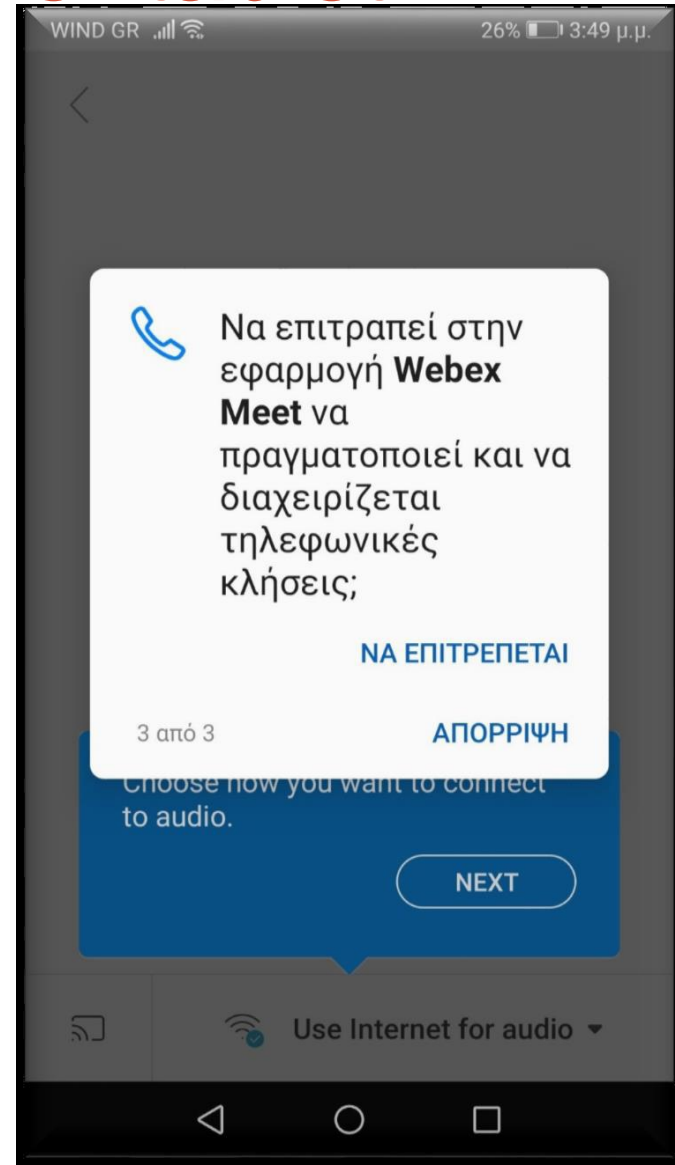 WIND GR 26% 3:49 μ.μ.
Να επιτραπεί στην
εφαρμογή Webex
Meet να
πραγματοποιεί και να
διαχειρίζεται
τηλεφωνικές
κλήσεις;
ΝΑ ΕΠΙΤΡΕΠΕΤΑΙ
3 από 3 ΑΠΟΡΡΙΨΗ
Choose how you want to connect
to audio.
NEXT
Use Internet for audio